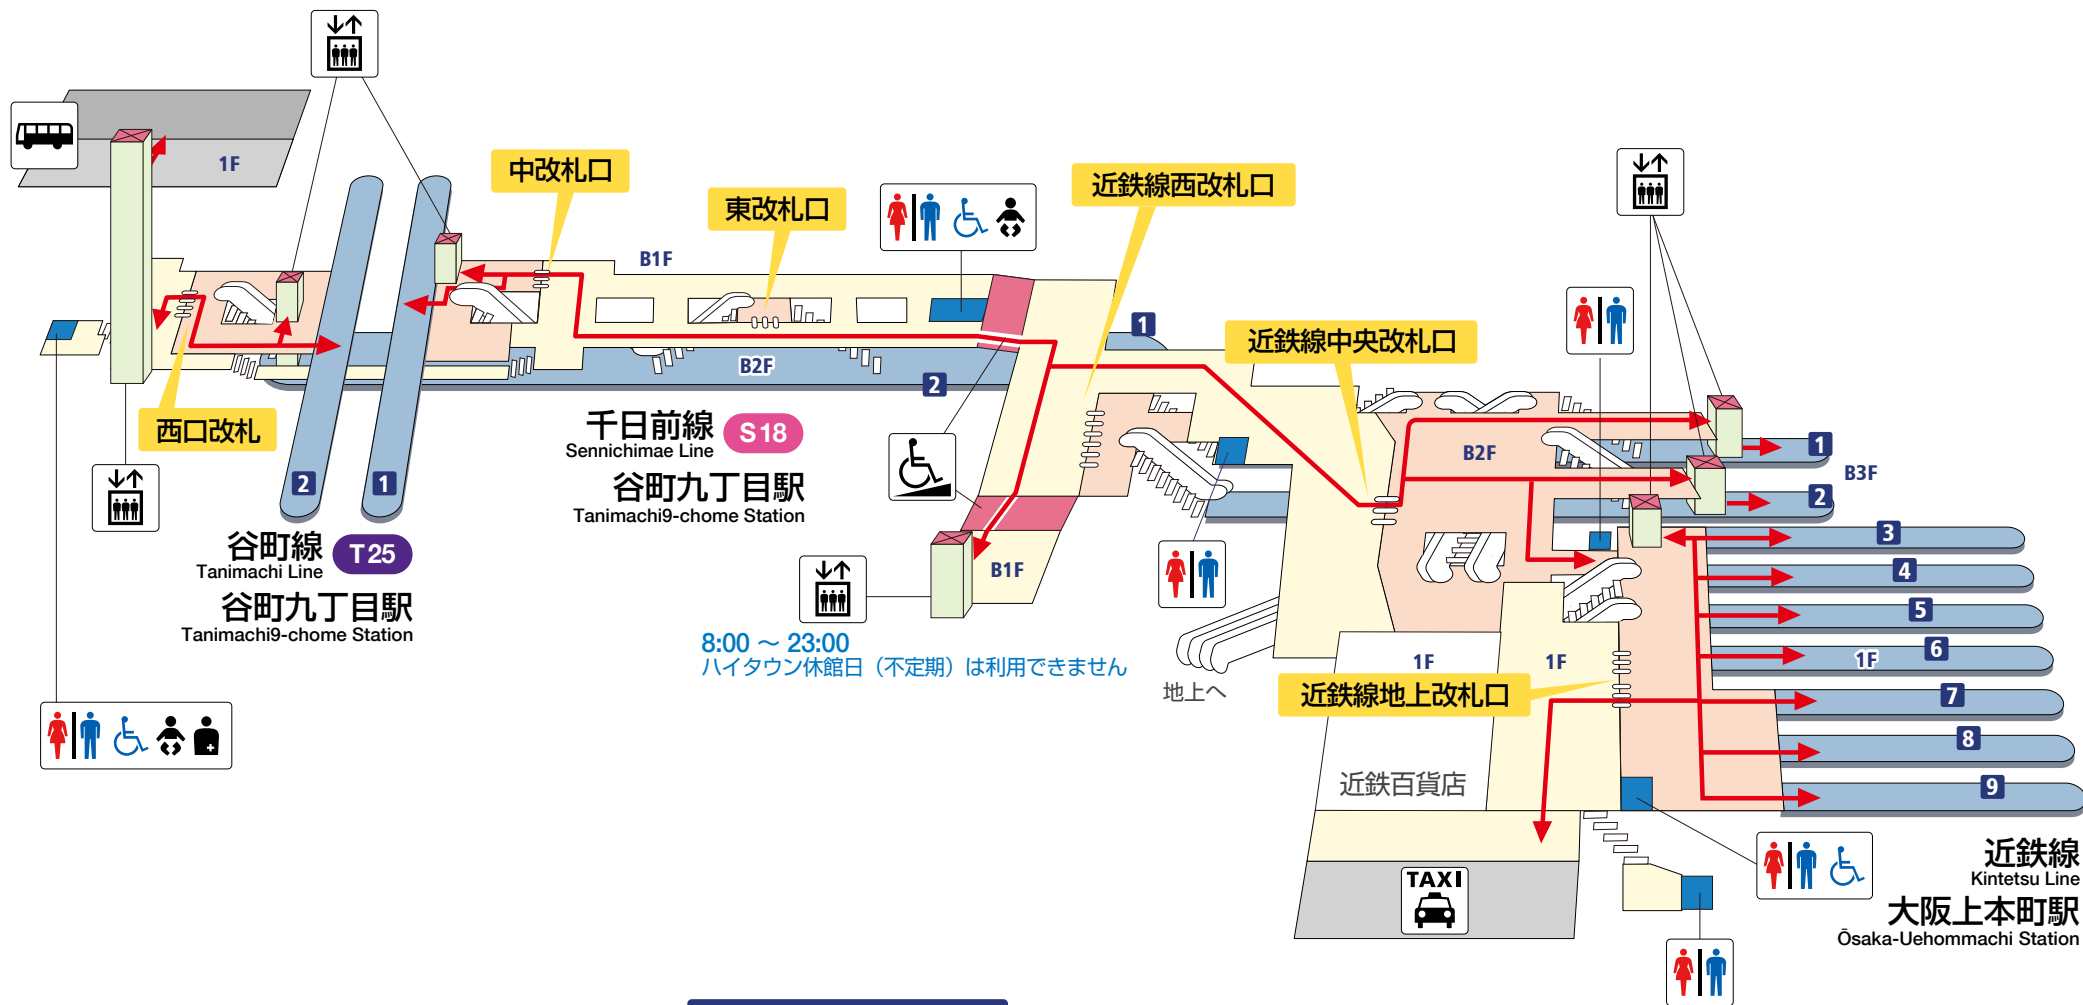 1F
中改札口
東改札口
近鉄線西改札口
B1F
1
近鉄線中央改札口
B2F
2
西口改札
千日前線 S18
Sennichimae Line
谷町九丁目駅
Tanimachi9-chome Station
2
1
谷町線 T25
Tanimachi Line
谷町九丁目駅
Tanimachi9-chome Station
B1F
8:00 ～ 23:00
ハイタウン休館日（不定期）は利用できません
地上へ
B2F
1
B3F
2
3
4
5
6
1F
7
8
9
1F
1F
近鉄線地上改札口
近鉄百貨店
TAXI
近鉄線
Kintetsu Line
大阪上本町駅
Ōsaka-Uehommachi Station